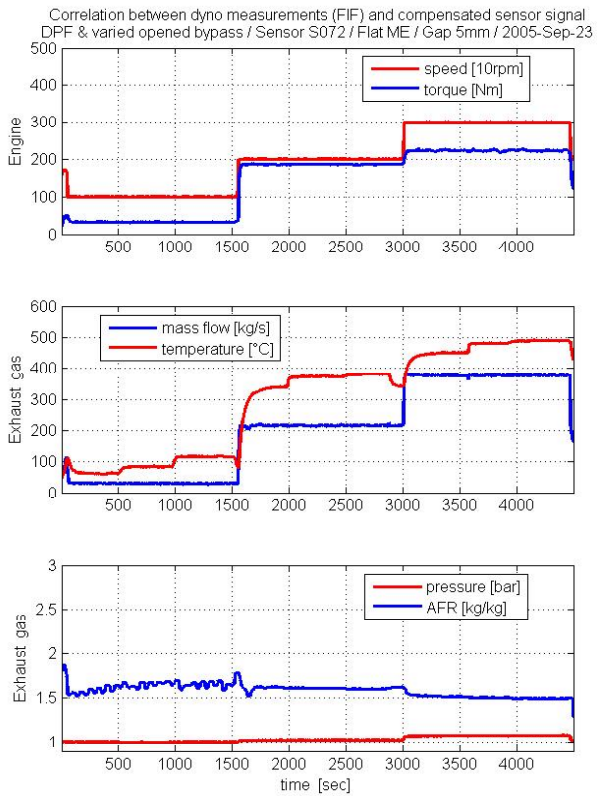 Correlation between dyno measurements (FIF) and compensated sensor signal
DPF & varied opened bypass / Sensor S072 / Flat ME / Gap 5mm / 2005-Sep-23
500
400
300
200
100
0
Engine
speed [10rpm]
torque [Nm]
500 1000 1500 2000 2500 3000 3500 4000
600
500
400
300
200
100
0
Exhaust gas
mass flow [kg/s]
temperature [°C]
500 1000 1500 2000 2500 3000 3500 4000
3
2.5
2
1.5
1
Exhaust gas
pressure [bar]
AFR [kg/kg]
500 1000 1500 2000 2500 3000 3500 4000
time [sec]